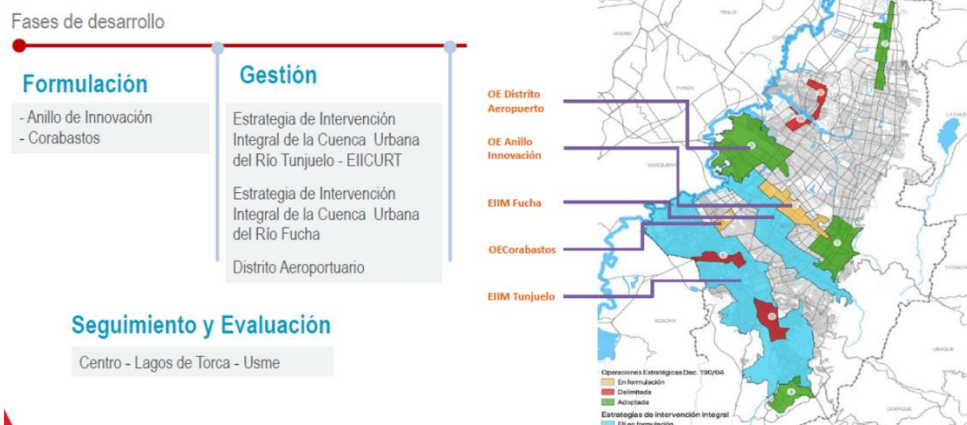 Fases de desarrollo
Formulación
- Anillo de Innovación
- Corabastos
Gestión
Estrategia de Intervención
Integral de la Cuenca Urbana
del Río Tunjuelo - EIICURT
Estrategia de Intervención
Integral de la Cuenca Urbana
del Río Fucha
Distrito Aeroportuario
Seguimiento y Evaluación
Centro - Lagos de Torca - Usme
OE Distrito
Aeropuerto
OE Anillo
Innovación
EIIM Fucha
OECorabastos
EIIM Tunjuelo
Operaciones Estratégicas Dec. 190/04
En formulación
Delimitada
Adoptada
Estrategias de intervención integral
EII en formulación